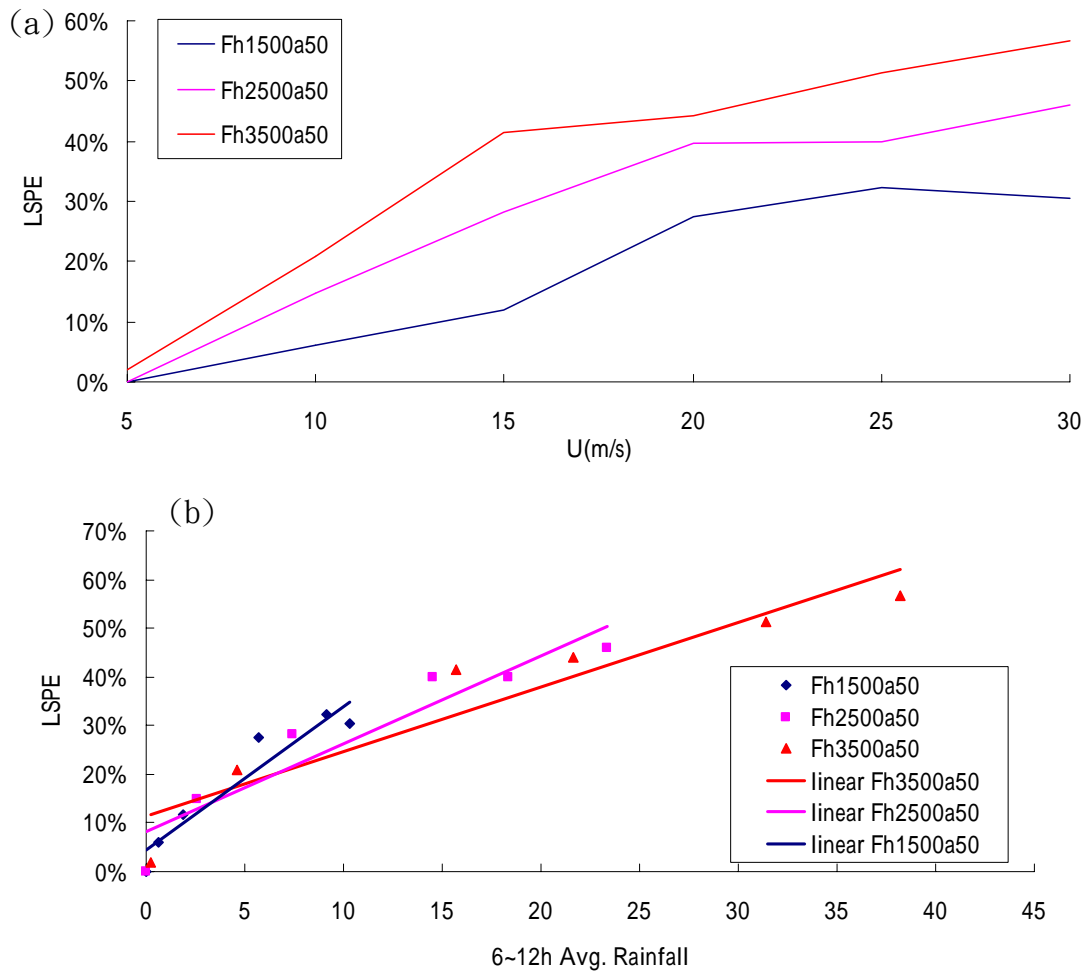 (a)
60%
50%
40%
30%
20%
10%
0%
LSPE
Fh1500a50
Fh2500a50
Fh3500a50
5
10
15
20
25
30
U(m/s)
(b)
70%
60%
50%
40%
30%
20%
10%
0%
LSPE
Fh1500a50
Fh2500a50
Fh3500a50
linear Fh3500a50
linear Fh2500a50
linear Fh1500a50
0
5
10
15
20
25
30
35
40
45
6~12h Avg. Rainfall